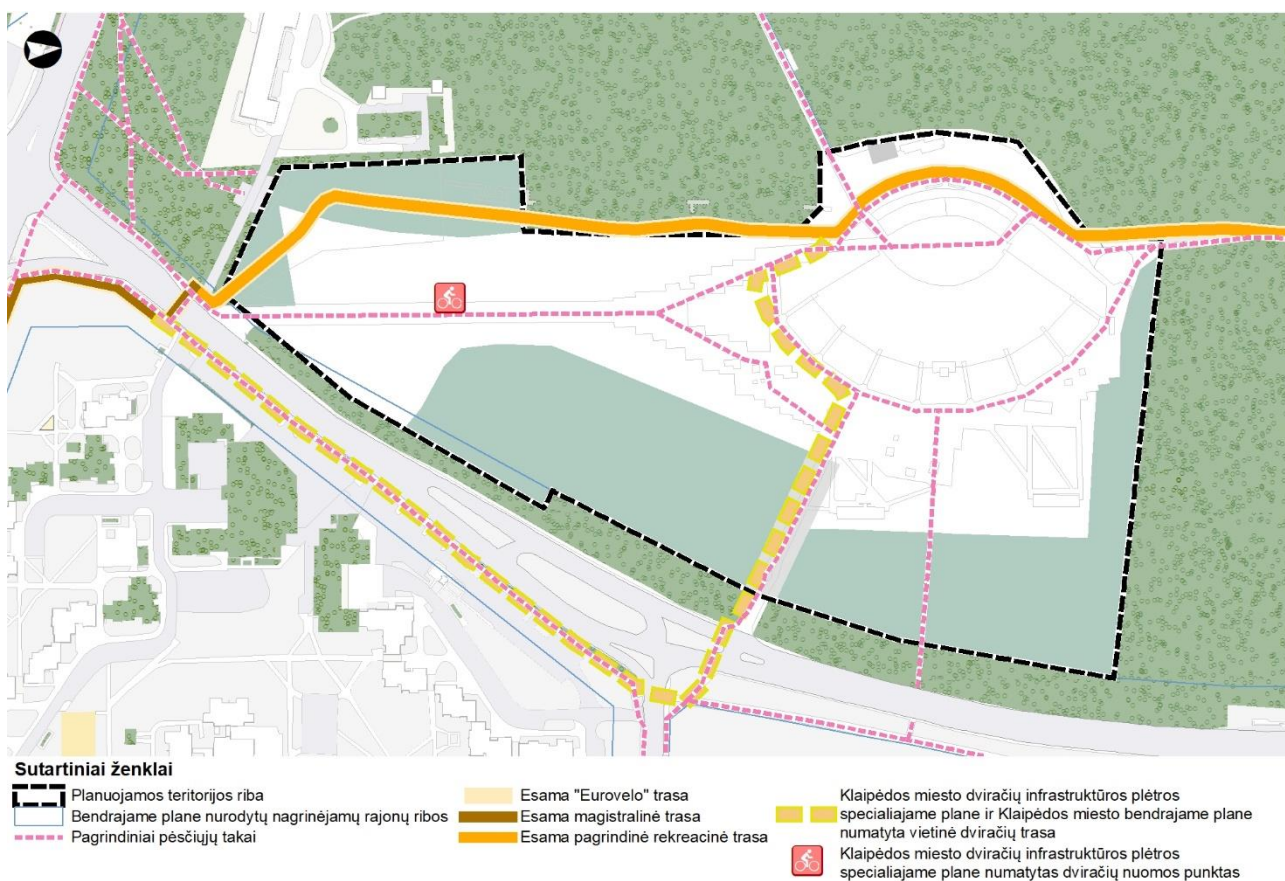 Sutartiniai ženklai
Planuojamos teritorijos riba
Bendrajame plane nurodytų nagrinėjamų rajonų ribos
Pagrindiniai pėsčiųjų takai
Esama "Eurovelo" trasa
Esama magistralinė trasa
Esama pagrindinė rekreacinė trasa
Klaipėdos miesto dviračių infrastruktūros plėtros
specialiajame plane ir Klaipėdos miesto bendrajame plane
numatyta vietinė dviračių trasa
Klaipėdos miesto dviračių infrastruktūros plėtros
specialiajame plane numatytas dviračių nuomos punktas